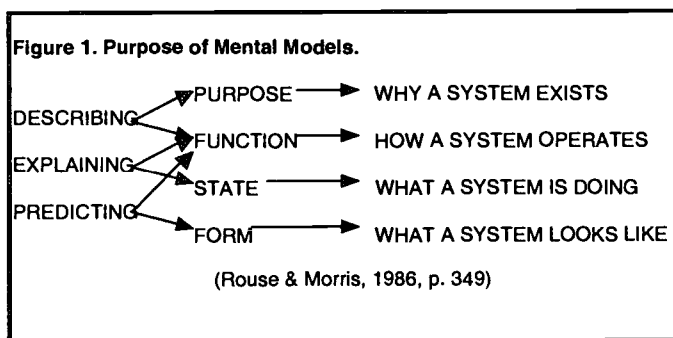 Figure 1. Purpose of Mental Models.
PURPOSE WHY A SYSTEM EXISTS
DESCRIBING
FUNCTION HOW A SYSTEM OPERATES
EXPLAINING
STATE WHAT A SYSTEM IS DOING
PREDICTING
FORM WHAT A SYSTEM LOOKS LIKE
(Rouse & Morris, 1986, p. 349)